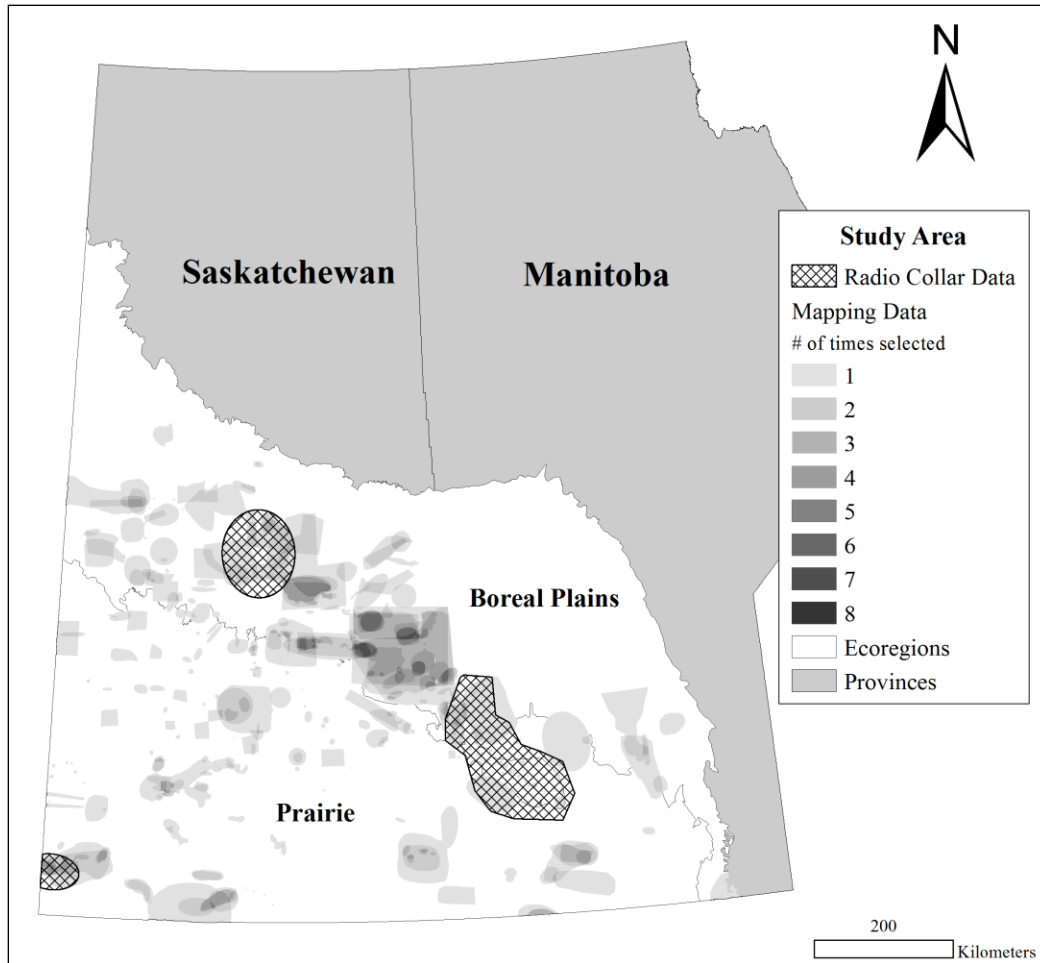 N
Saskatchewan
Manitoba
Study Area
Radio Collar Data
Mapping Data
# of times selected
1
2
3
4
5
6
7
8
Ecoregions
Provinces
Boreal Plains
Prairie
200
Kilometers